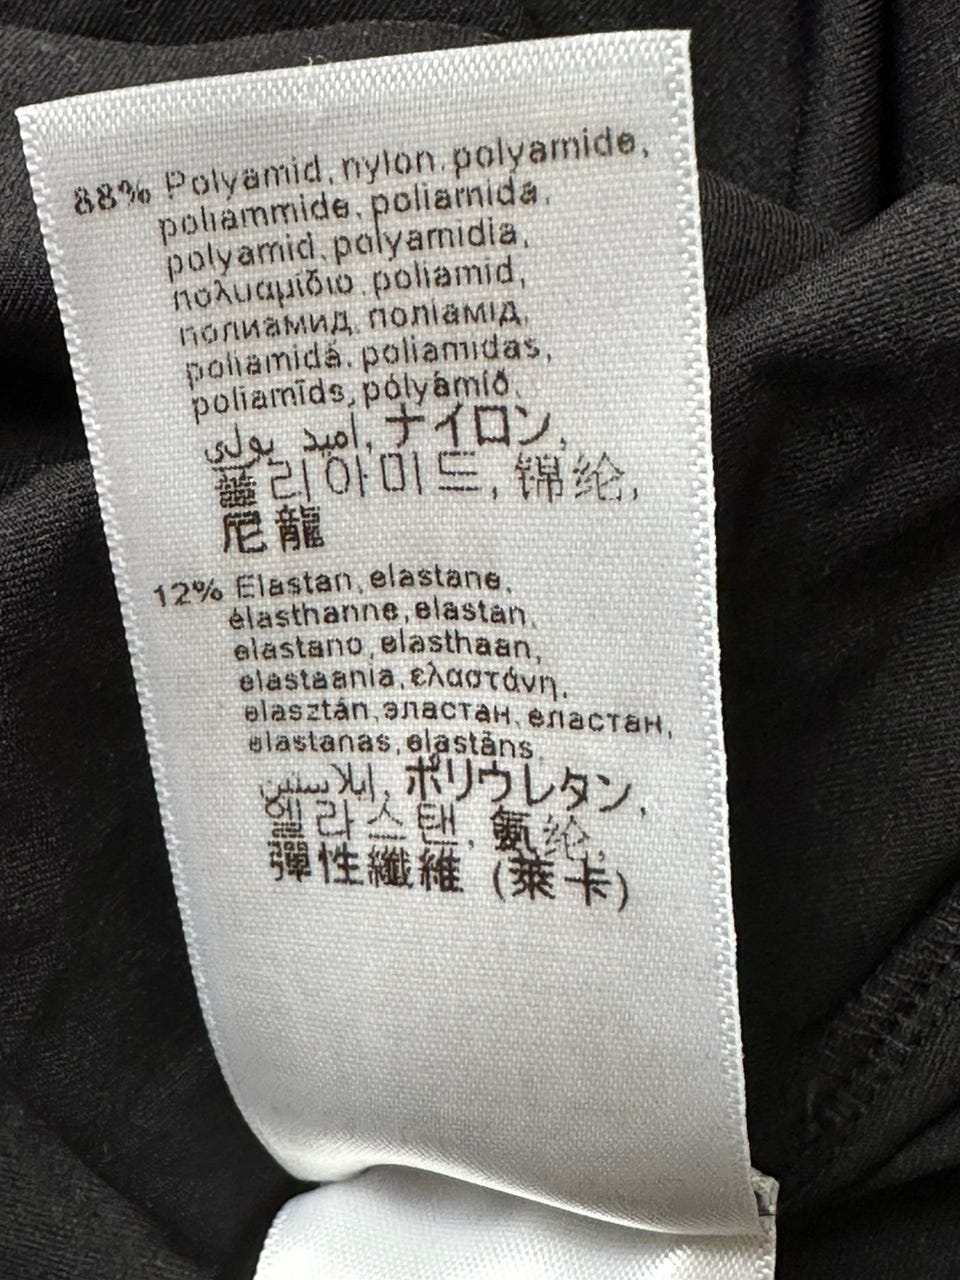 88% Polyamid, nylon, polyamide,
poliammide, poliamida,
polyamid, polyamidia,
πολυαμίδιο, poliamid,
полиамид, поліамід,
poliamidá, poliamidas,
poliamīds, pólýamíð,
اميد بولي, ナイロン,
폴리아미드, 锦纶,
尼龍
12% Elastan, elastane,
élasthanne, elastan,
elastano, elasthaan,
elastaania, ελαστάνη,
elasztán, эластан, еластан,
elastanas, elastāns,
إيلاستين, ポリウレタン,
엘라스탄, 氨纶,
彈性纖維 (萊卡)